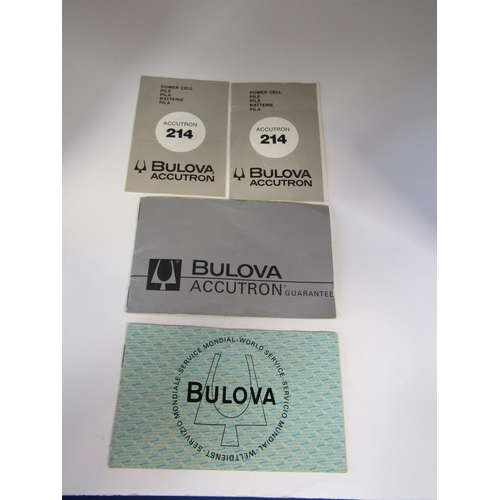 POWER CELL
PILE
PILA
BATTERIE
PILA
ACCUTRON
214
BULOVA
ACCUTRON
POWER CELL
PILE
PILA
BATTERIE
PILA
ACCUTRON
214
BULOVA
ACCUTRON
BULOVA
ACCUTRON® GUARANTEE
SERVIZIO MONDIALE-SERVICE MONDIAL-WORLD SERVICE-SERVICIO MUNDIAL-WELTDIENST-
BULOVA